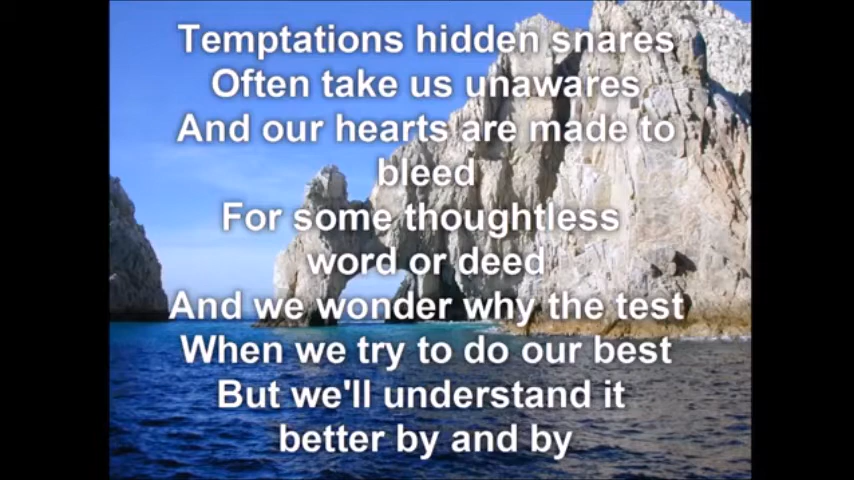 Temptations hidden snares
Often take us unawares
And our hearts are made to
bleed
For some thoughtless
word or deed
And we wonder why the test
When we try to do our best
But we'll understand it
better by and by